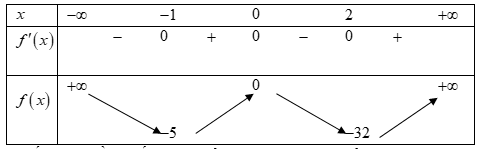 x −∞ −1 0 2 +∞
f′(x) − 0 + 0 − 0 +
+∞ 0 +∞
f(x)
−5 −32